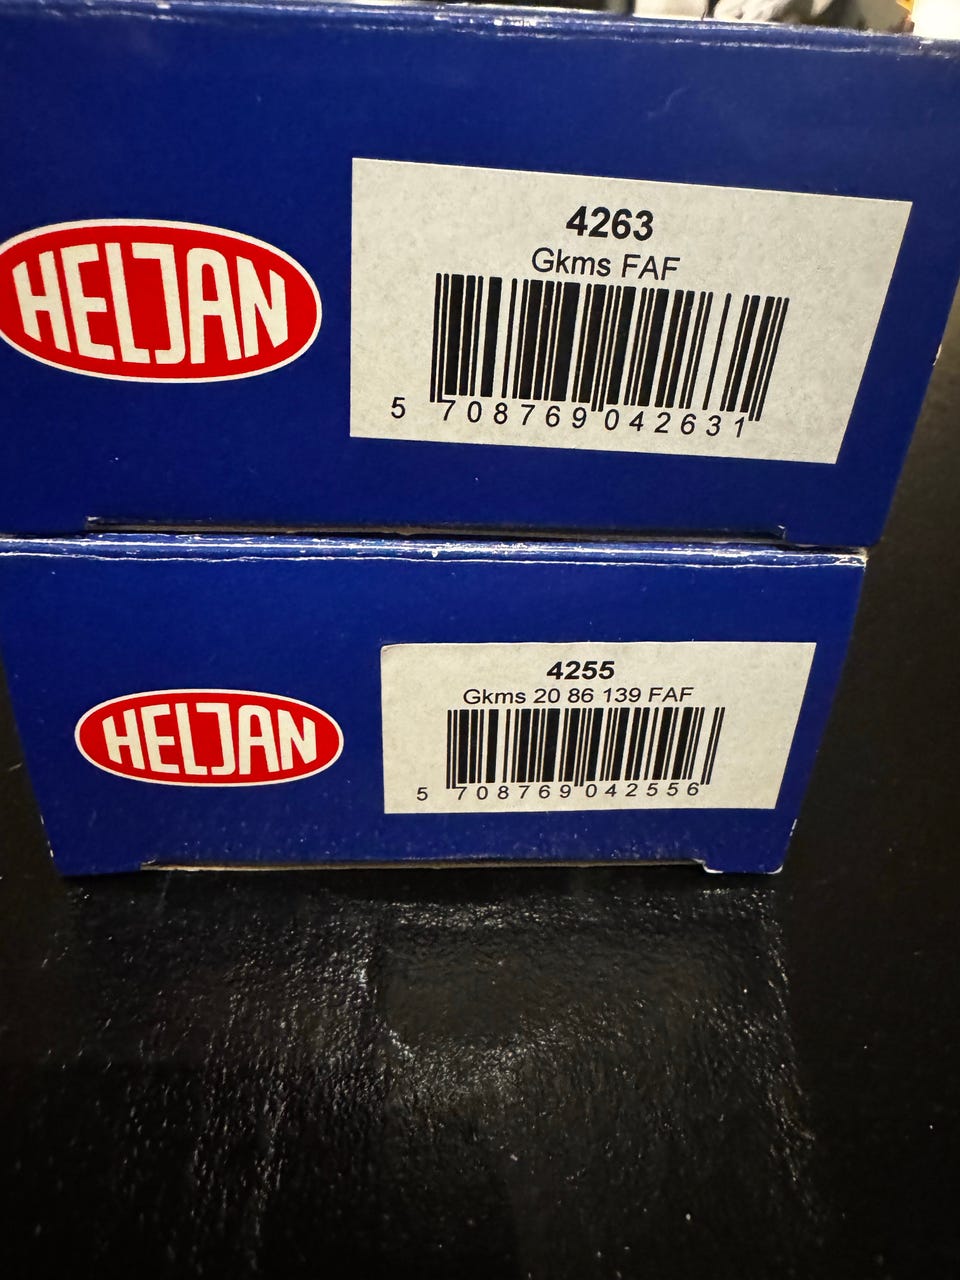 HELJAN
4263
Gkms FAF
5 708769 042631
HELJAN
4255
Gkms 20 86 139 FAF
5 708769 042556